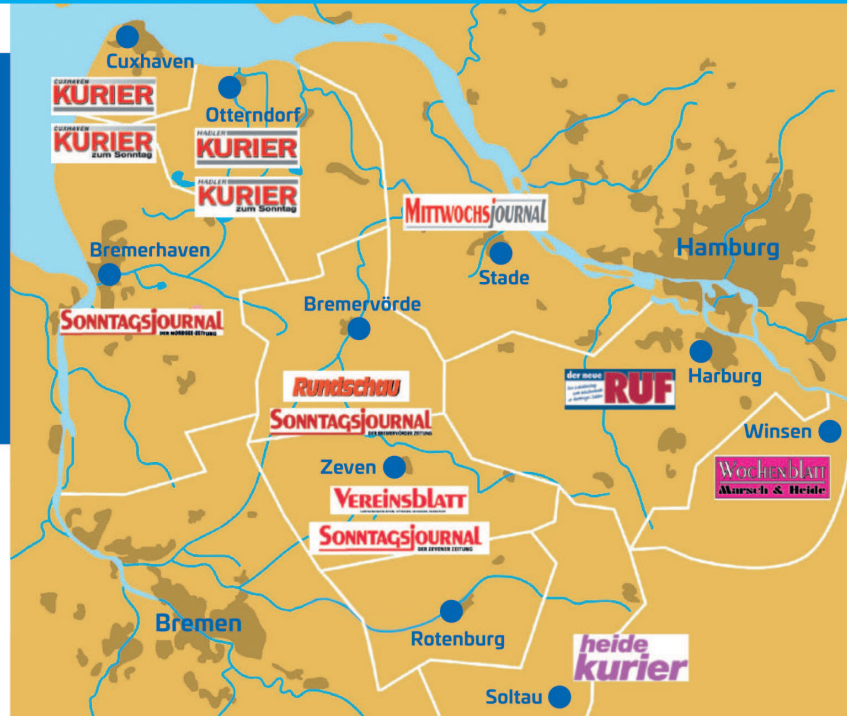 Cuxhaven
CUXHAVEN
KURIER
Otterndorf
CUXHAVEN
KURIER
zum Sonntag
HADLER
KURIER
HADLER
KURIER
zum Sonntag
MITTWOCHSJOURNAL
Hamburg
Stade
Bremerhaven
SONNTAGSJOURNAL
DER NORDSEE-ZEITUNG
Bremervörde
Harburg
Rundschau
der neue
RUF
SONNTAGSJOURNAL
DER BREMERVÖRDER ZEITUNG
Winsen
Zeven
WOCHENBLATT
Marsch & Heide
VEREINSBLATT
SONNTAGSJOURNAL
DER ZEVENER ZEITUNG
Bremen
Rotenburg
heide
kurier
Soltau